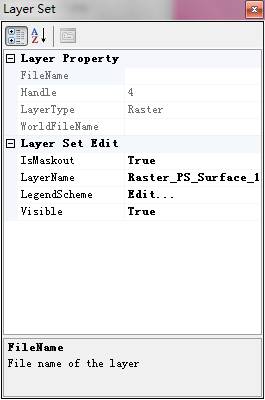 Layer Set
Layer Property
FileName
Handle 4
LayerType Raster
WorldFileName
Layer Set Edit
IsMaskout True
LayerName Raster_PS_Surface_1
LegendScheme Edit...
Visible True
FileName
File name of the layer